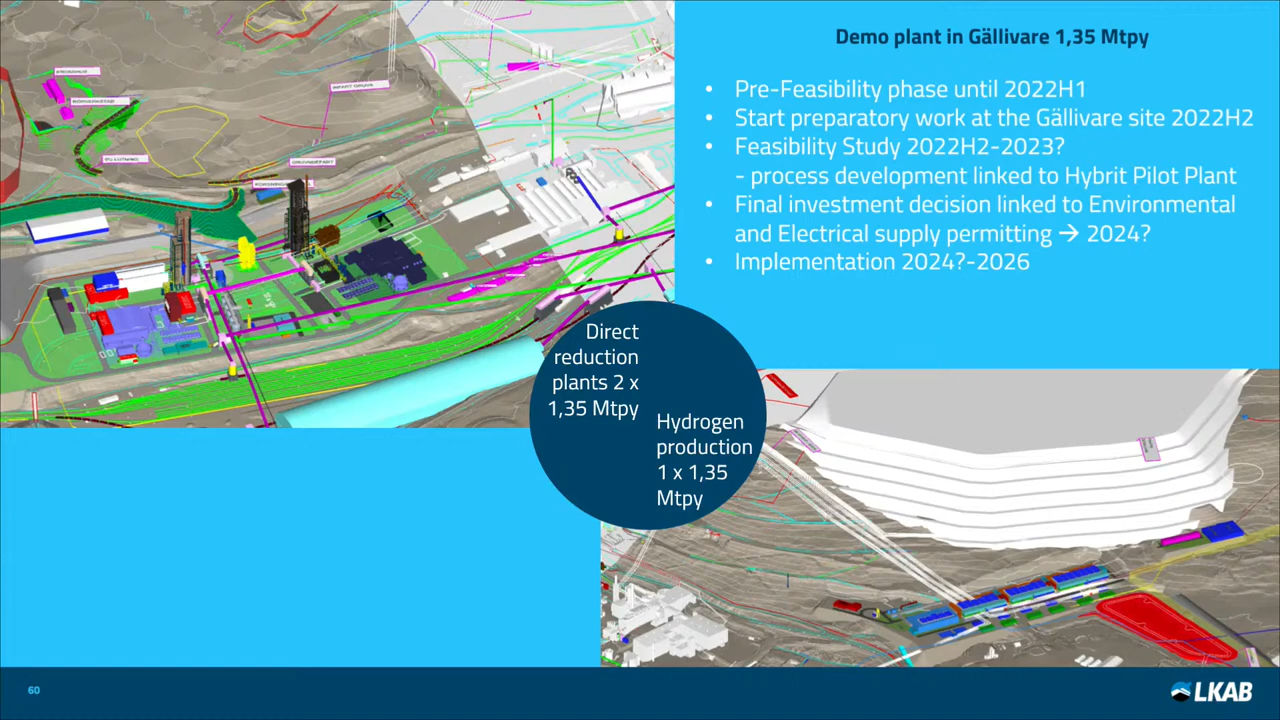 Demo plant in Gällivare 1,35 Mtpy
• Pre-Feasibility phase until 2022H1
• Start preparatory work at the Gällivare site 2022H2
• Feasibility Study 2022H2-2023?
- process development linked to Hybrit Pilot Plant
• Final investment decision linked to Environmental
and Electrical supply permitting → 2024?
• Implementation 2024?-2026
Direct
reduction
plants 2 x
1,35 Mtpy
Hydrogen
production
1 x 1,35
Mtpy
60
LKAB